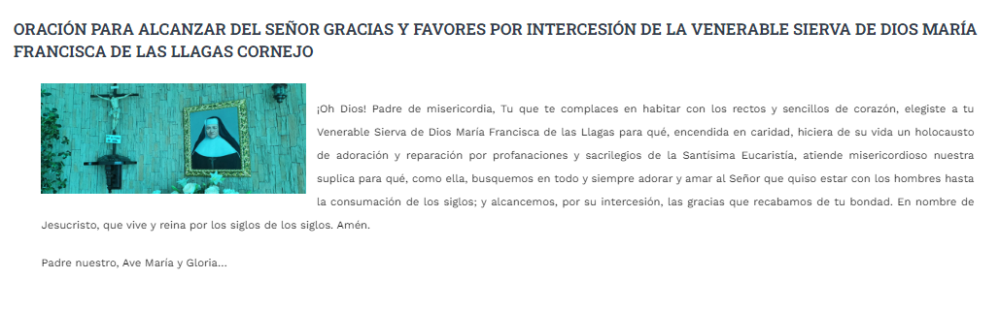 ORACIÓN PARA ALCANZAR DEL SEÑOR GRACIAS Y FAVORES POR INTERCESIÓN DE LA VENERABLE SIERVA DE DIOS MARÍA
FRANCISCA DE LAS LLAGAS CORNEJO
¡Oh Dios! Padre de misericordia, Tu que te complaces en habitar con los rectos y sencillos de corazón, elegiste a tu
Venerable Sierva de Dios María Francisca de las Llagas para qué, encendida en caridad, hiciera de su vida un holocausto
de adoración y reparación por profanaciones y sacrilegios de la Santísima Eucaristía, atiende misericordioso nuestra
suplica para qué, como ella, busquemos en todo y siempre adorar y amar al Señor que quiso estar con los hombres hasta
la consumación de los siglos; y alcancemos, por su intercesión, las gracias que recabamos de tu bondad. En nombre de
Jesucristo, que vive y reina por los siglos de los siglos. Amén.
Padre nuestro, Ave María y Gloria...